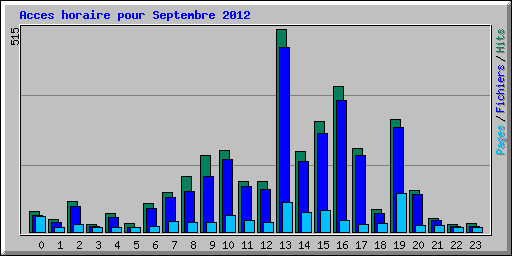 Acces horaire pour Septembre 2012
515
Pages / Fichiers / Hits
0 1 2 3 4 5 6 7 8 9 10 11 12 13 14 15 16 17 18 19 20 21 22 23